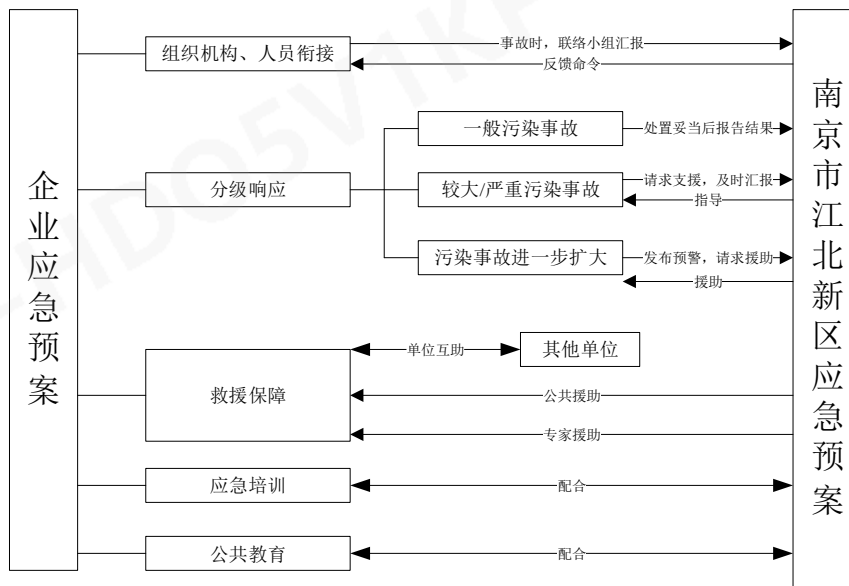 企业应急预案
组织机构、人员衔接
事故时，联络小组汇报
反馈命令
分级响应
一般污染事故
处置妥当后报告结果
较大/严重污染事故
请求支援，及时汇报
指导
污染事故进一步扩大
发布预警，请求援助
援助
救援保障
单位互助
其他单位
公共援助
专家援助
应急培训
配合
公共教育
配合
南京市江北新区应急预案